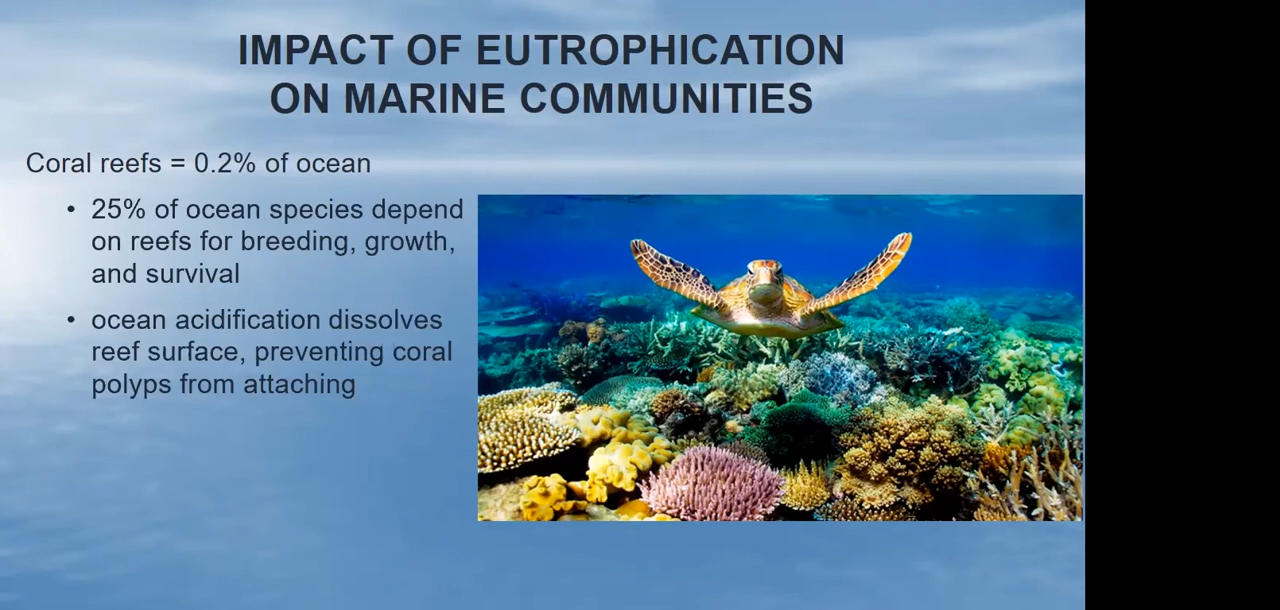 IMPACT OF EUTROPHICATION
ON MARINE COMMUNITIES
Coral reefs = 0.2% of ocean
• 25% of ocean species depend
on reefs for breeding, growth,
and survival
• ocean acidification dissolves
reef surface, preventing coral
polyps from attaching